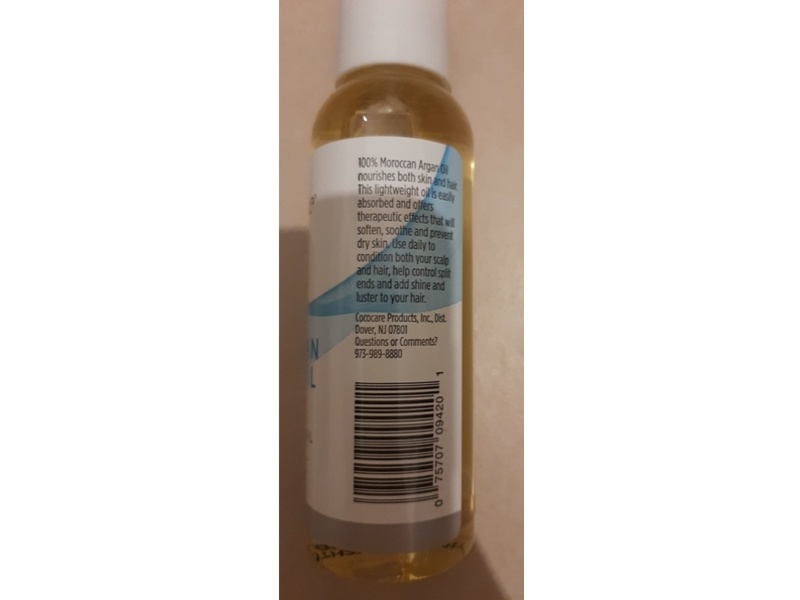 100% Moroccan Argan Oil
nourishes both skin and hair.
This lightweight oil is easily
absorbed and offers
therapeutic effects that will
soften, soothe and prevent
dry skin. Use daily to
condition both your scalp
and hair, help control split
ends and add shine and
luster to your hair.
Cococare Products, Inc., Dist.
Dover, NJ 07801
Questions or Comments?
973-989-8880
0 75707 09420 1